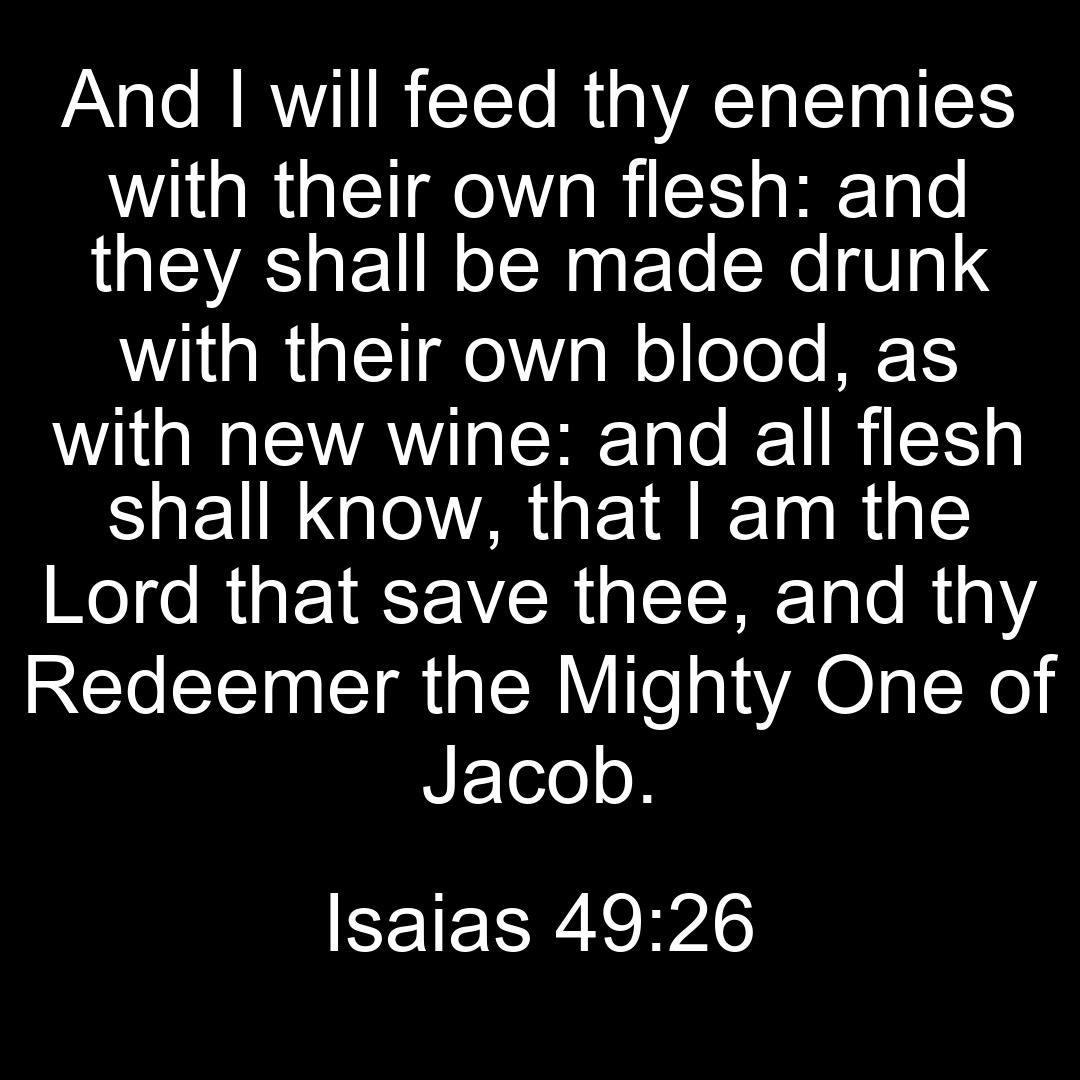 And I will feed thy enemies
with their own flesh: and
they shall be made drunk
with their own blood, as
with new wine: and all flesh
shall know, that I am the
Lord that save thee, and thy
Redeemer the Mighty One of
Jacob.
Isaias 49:26